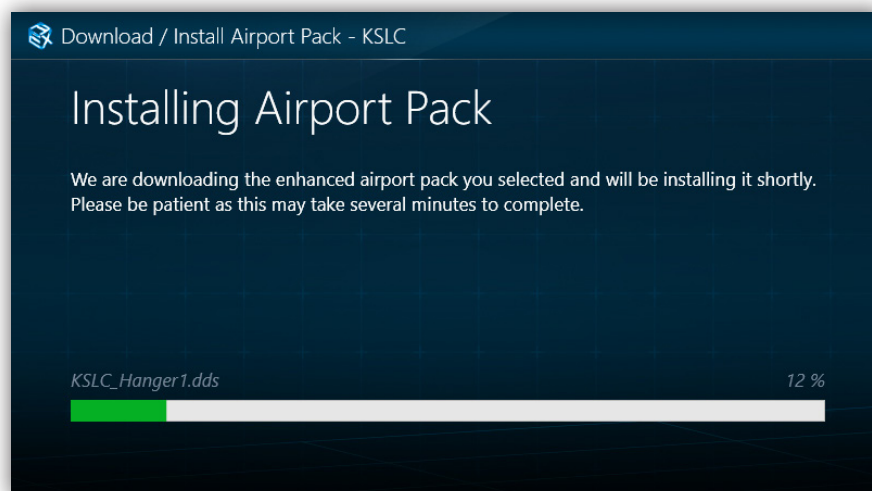 Download / Install Airport Pack - KSLC
Installing Airport Pack
We are downloading the enhanced airport pack you selected and will be installing it shortly.
Please be patient as this may take several minutes to complete.
KSLC_Hanger1.dds 12 %